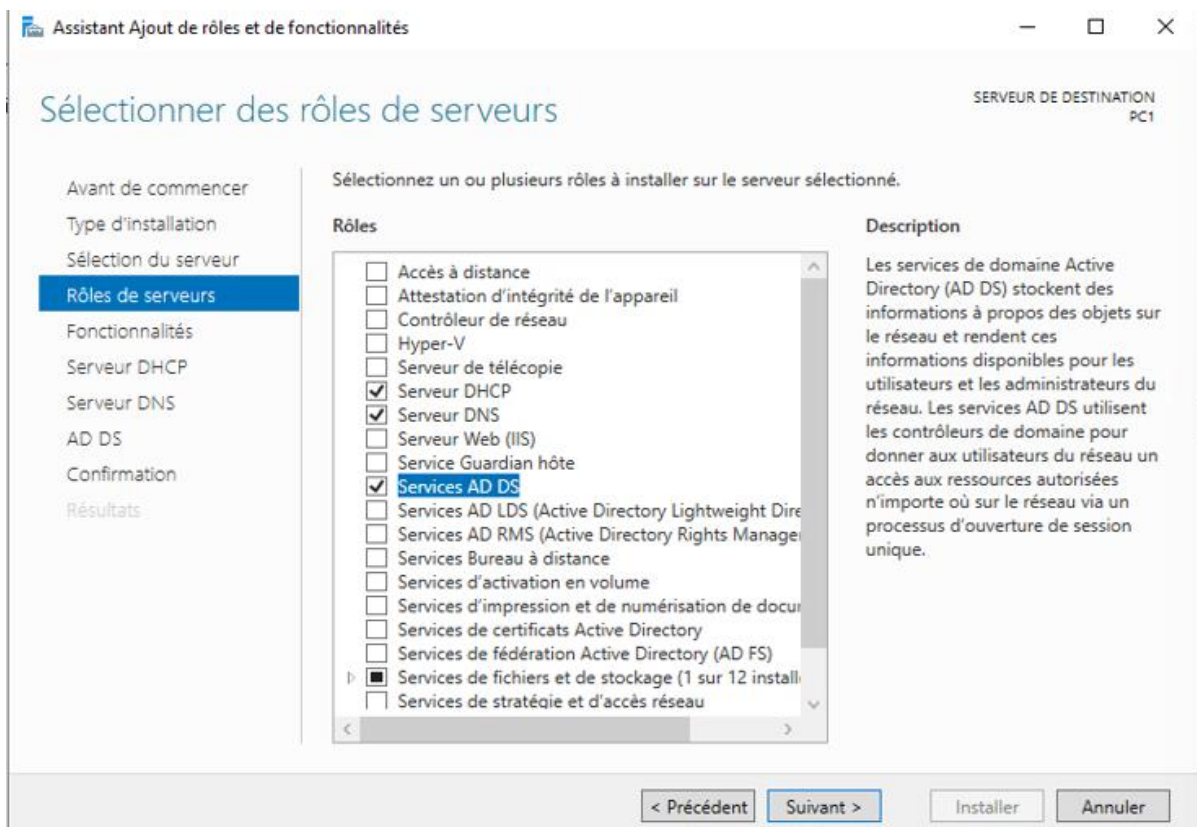 Assistant Ajout de rôles et de fonctionnalités
Sélectionner des rôles de serveurs
SERVEUR DE DESTINATION
PC1
Avant de commencer
Type d'installation
Sélection du serveur
Rôles de serveurs
Fonctionnalités
Serveur DHCP
Serveur DNS
AD DS
Confirmation
Résultats
Sélectionnez un ou plusieurs rôles à installer sur le serveur sélectionné.
Rôles
Accès à distance
Attestation d'intégrité de l'appareil
Contrôleur de réseau
Hyper-V
Serveur de télécopie
Serveur DHCP
Serveur DNS
Serveur Web (IIS)
Service Guardian hôte
Services AD DS
Services AD LDS (Active Directory Lightweight Dire
Services AD RMS (Active Directory Rights Manage
Services Bureau à distance
Services d'activation en volume
Services d'impression et de numérisation de docu
Services de certificats Active Directory
Services de fédération Active Directory (AD FS)
Services de fichiers et de stockage (1 sur 12 install
Services de stratégie et d'accès réseau
Description
Les services de domaine Active
Directory (AD DS) stockent des
informations à propos des objets sur
le réseau et rendent ces
informations disponibles pour les
utilisateurs et les administrateurs du
réseau. Les services AD DS utilisent
les contrôleurs de domaine pour
donner aux utilisateurs du réseau un
accès aux ressources autorisées
n'importe où sur le réseau via un
processus d'ouverture de session
unique.
< Précédent
Suivant >
Installer
Annuler